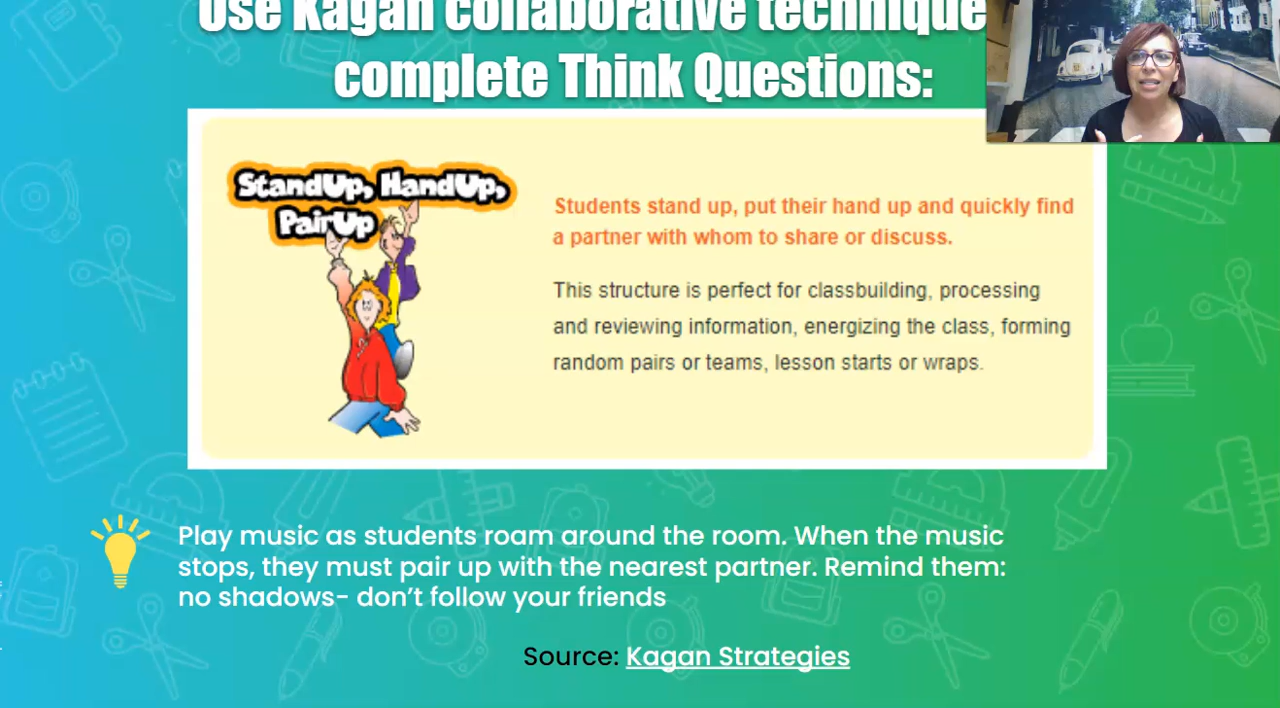 Use Kagan collaborative technique
complete Think Questions:
StandUp, HandUp,
PairUp
Students stand up, put their hand up and quickly find
a partner with whom to share or discuss.
This structure is perfect for classbuilding, processing
and reviewing information, energizing the class, forming
random pairs or teams, lesson starts or wraps.
Play music as students roam around the room. When the music
stops, they must pair up with the nearest partner. Remind them:
no shadows- don’t follow your friends
Source: Kagan Strategies